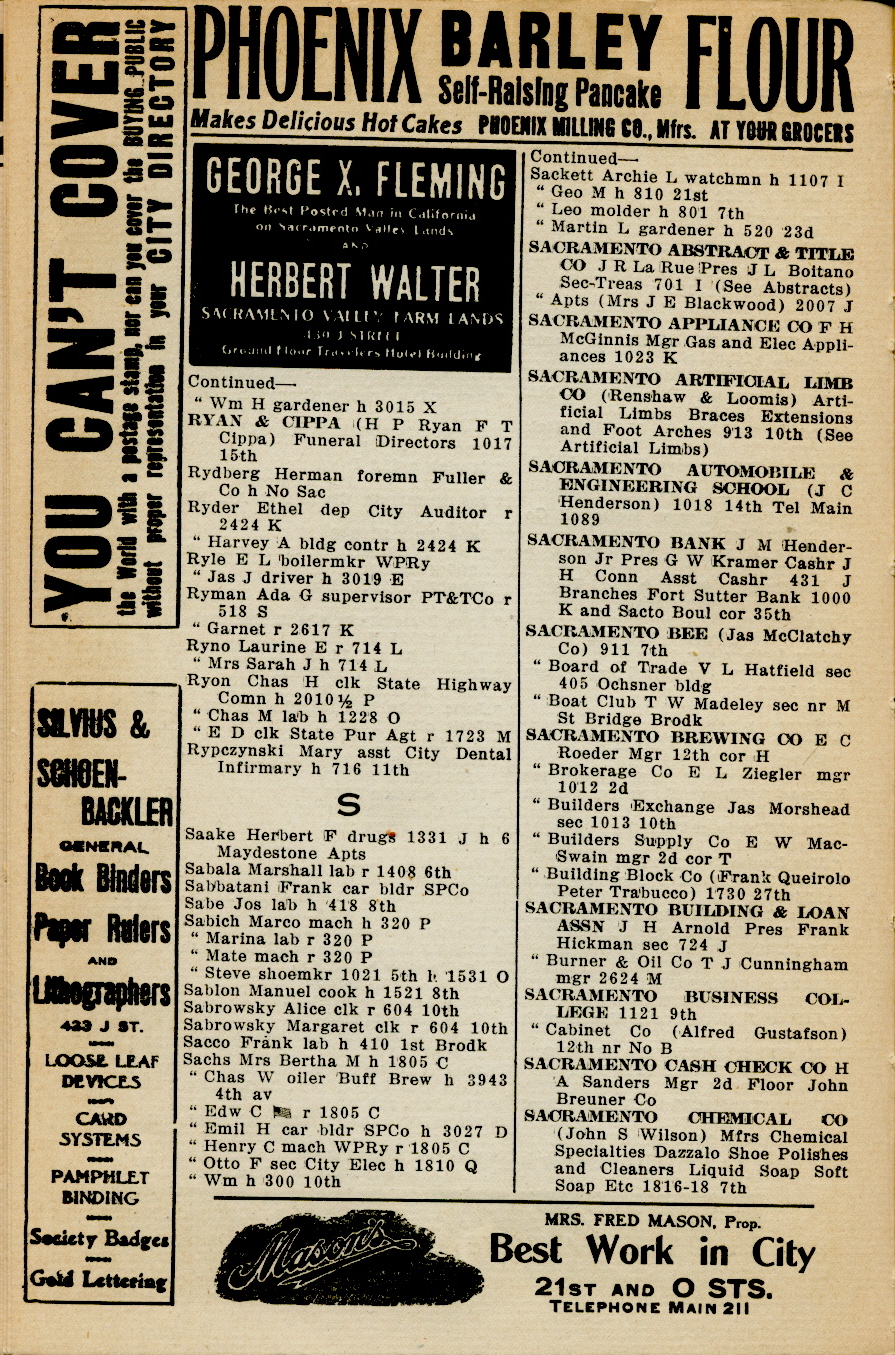 PHOENIX BARLEY FLOUR
Self-Raising Pancake
Makes Delicious Hot Cakes PHOENIX MILLING CO., Mfrs. AT YOUR GROCERS
YOU CAN'T COVER
the World with a postage stamp, nor can you cover the BUYING PUBLIC
without proper representation in your CITY DIRECTORY
GEORGE X. FLEMING
The Best Posted Man in California
on Sacramento Valley Lands
AND
HERBERT WALTER
SACRAMENTO VALLEY FARM LANDS
430 J STREET
Ground Floor Travelers Hotel Building
Continued—
" Wm H gardener h 3015 X
RYAN & CIPPA (H P Ryan F T
Cippa) Funeral Directors 1017
15th
Rydberg Herman foremn Fuller &
Co h No Sac
Ryder Ethel dep City Auditor r
2424 K
" Harvey A bldg contr h 2424 K
Ryle E L boilermkr WPRy
" Jas J driver h 3019 E
Ryman Ada G supervisor PT&TCo r
518 S
" Garnet r 2617 K
Ryno Laurine E r 714 L
" Mrs Sarah J h 714 L
Ryon Chas H clk State Highway
Comn h 2010½ P
" Chas M lab h 1228 O
" E D clk State Pur Agt r 1723 M
Rypczynski Mary asst City Dental
Infirmary h 716 11th
S
Saake Herbert F drugs 1331 J h 6
Maydestone Apts
Sabala Marshall lab r 1408 6th
Sabbatani Frank car bldr SPCo
Sabe Jos lab h 418 8th
Sabich Marco mach h 320 P
" Marina lab r 320 P
" Mate mach r 320 P
" Steve shoemkr 1021 5th h 1531 O
Sablon Manuel cook h 1521 8th
Sabrowsky Alice clk r 604 10th
Sabrowsky Margaret clk r 604 10th
Sacco Frank lab h 410 1st Brodk
Sachs Mrs Bertha M h 1805 C
" Chas W oiler Buff Brew h 3943
4th av
" Edw C r 1805 C
" Emil H car bldr SPCo h 3027 D
" Henry C mach WPRy r 1805 C
" Otto F sec City Elec h 1810 Q
" Wm h 300 10th
Continued—
Sackett Archie L watchmn h 1107 I
" Geo M h 810 21st
" Leo molder h 801 7th
" Martin L gardener h 520 23d
SACRAMENTO ABSTRACT & TITLE
CO J R La Rue Pres J L Boitano
Sec-Treas 701 I (See Abstracts)
" Apts (Mrs J E Blackwood) 2007 J
SACRAMENTO APPLIANCE CO F H
McGinnis Mgr Gas and Elec Appli-
ances 1023 K
SACRAMENTO ARTIFICIAL LIMB
CO (Renshaw & Loomis) Arti-
ficial Limbs Braces Extensions
and Foot Arches 913 10th (See
Artificial Limbs)
SACRAMENTO AUTOMOBILE &
ENGINEERING SCHOOL (J C
Henderson) 1018 14th Tel Main
1089
SACRAMENTO BANK J M Hender-
son Jr Pres G W Kramer Cashr J
H Conn Asst Cashr 431 J
Branches Fort Sutter Bank 1000
K and Sacto Boul cor 35th
SACRAMENTO BEE (Jas McClatchy
Co) 911 7th
" Board of Trade V L Hatfield sec
405 Ochsner bldg
" Boat Club T W Madeley sec nr M
St Bridge Brodk
SACRAMENTO BREWING CO E C
Roeder Mgr 12th cor H
" Brokerage Co E L Ziegler mgr
1012 2d
" Builders Exchange Jas Morshead
sec 1013 10th
" Builders Supply Co E W Mac-
Swain mgr 2d cor T
" Building Block Co (Frank Queirolo
Peter Trabucco) 1730 27th
SACRAMENTO BUILDING & LOAN
ASSN J H Arnold Pres Frank
Hickman sec 724 J
" Burner & Oil Co T J Cunningham
mgr 2624 M
SACRAMENTO BUSINESS COL-
LEGE 1121 9th
" Cabinet Co (Alfred Gustafson)
12th nr No B
SACRAMENTO CASH CHECK CO H
A Sanders Mgr 2d Floor John
Breuner Co
SACRAMENTO CHEMICAL CO
(John S Wilson) Mfrs Chemical
Specialties Dazzalo Shoe Polishes
and Cleaners Liquid Soap Soft
Soap Etc 1816-18 7th
SILVIUS &
SCHOEN-
BACKLER
GENERAL
Book Binders
Paper Rulers
AND
Lithographers
423 J ST.
LOOSE LEAF
DEVICES
CARD
SYSTEMS
PAMPHLET
BINDING
Society Badges
Gold Lettering
Mason's
MRS. FRED MASON, Prop.
Best Work in City
21ST AND O STS.
TELEPHONE MAIN 211